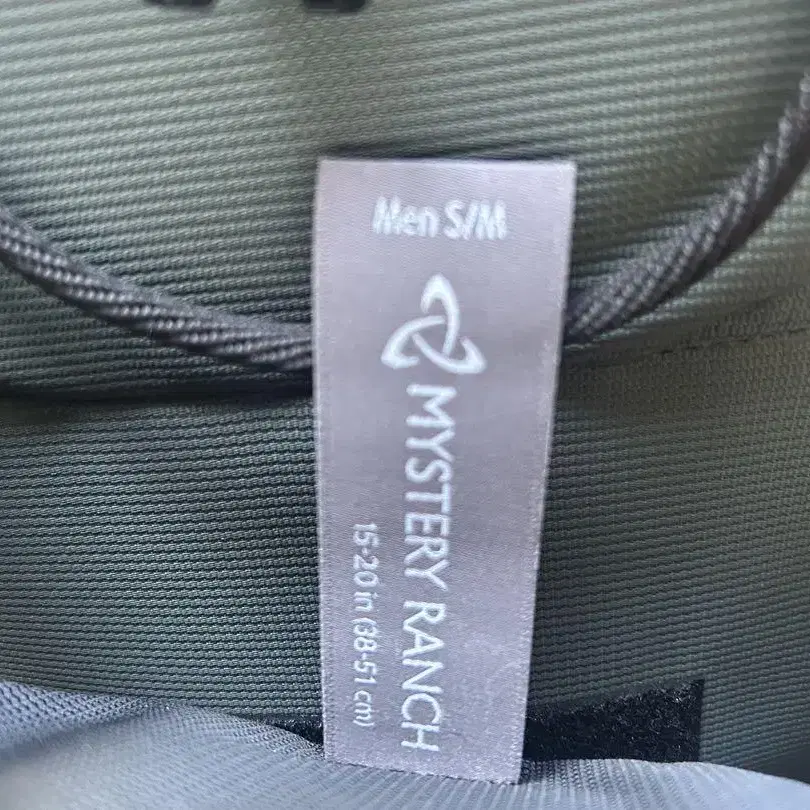 Men S/M
MYSTERY RANCH
15-20 in (38-51 cm)